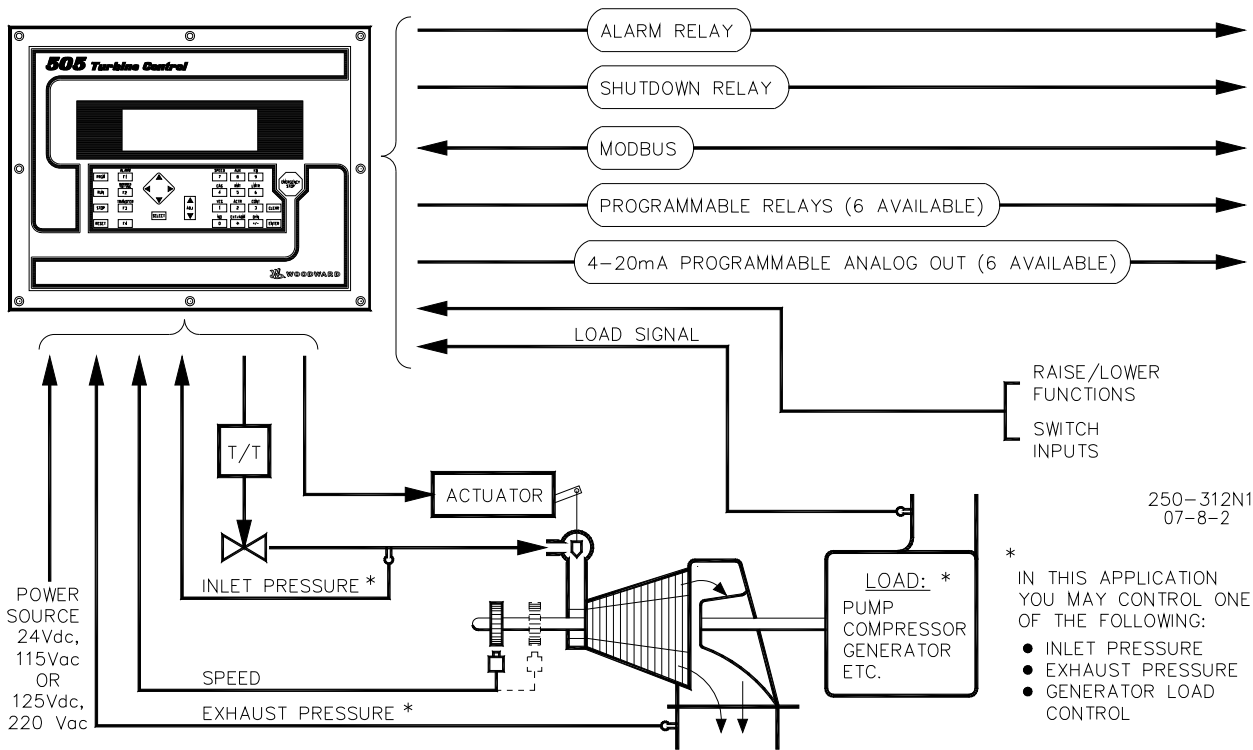 505 Turbine Control
WOODWARD
ALARM RELAY
SHUTDOWN RELAY
MODBUS
PROGRAMMABLE RELAYS (6 AVAILABLE)
4-20mA PROGRAMMABLE ANALOG OUT (6 AVAILABLE)
LOAD SIGNAL
RAISE/LOWER
FUNCTIONS
SWITCH
INPUTS
T/T
ACTUATOR
250-312N1
07-8-2
INLET PRESSURE *
SPEED
EXHAUST PRESSURE *
POWER
SOURCE
24Vdc,
115Vac
OR
125Vdc,
220 Vac
LOAD: *
PUMP
COMPRESSOR
GENERATOR
ETC.
*
IN THIS APPLICATION
YOU MAY CONTROL ONE
OF THE FOLLOWING:
● INLET PRESSURE
● EXHAUST PRESSURE
● GENERATOR LOAD
CONTROL